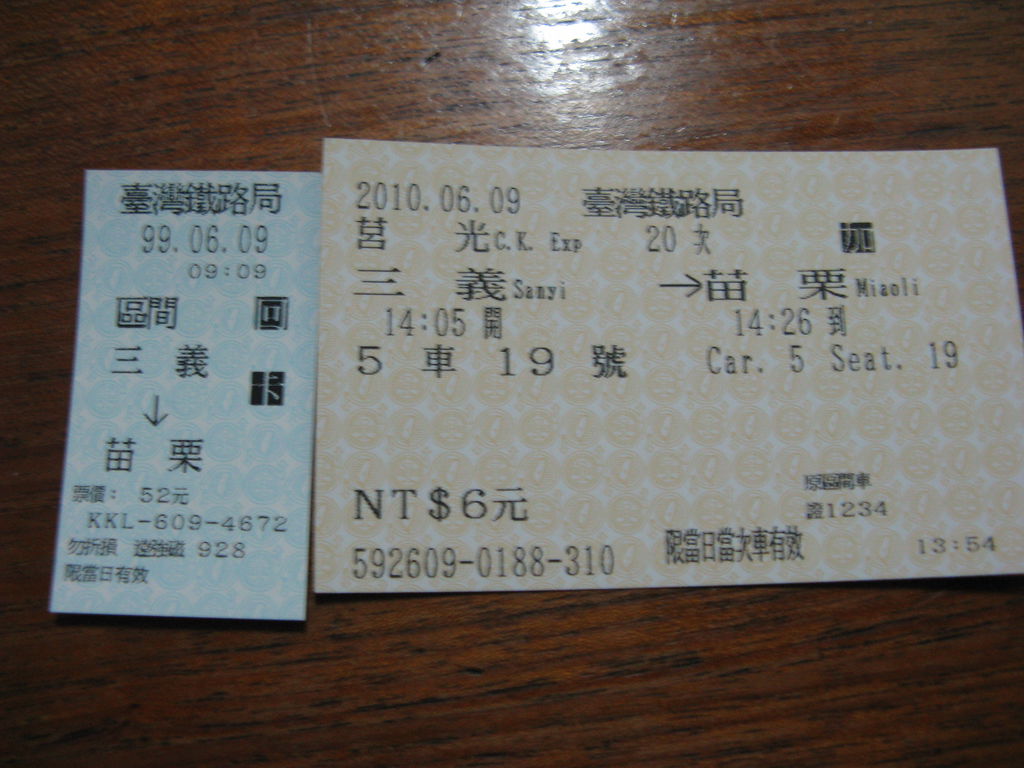 臺灣鐵路局
99.06.09
09:09
區間 回
三義
↓
苗栗
票價: 52元
KKL-609-4672
勿折損 遠強磁 928
限當日有效
2010.06.09 臺灣鐵路局
莒光 C.K. Exp 20 次
三義 Sanyi →苗栗 Miaoli
14:05 開 14:26 到
5 車 19 號 Car. 5 Seat. 19
NT$6元
原區間車
證1234
592609-0188-310 限當日當次車有效 13:54